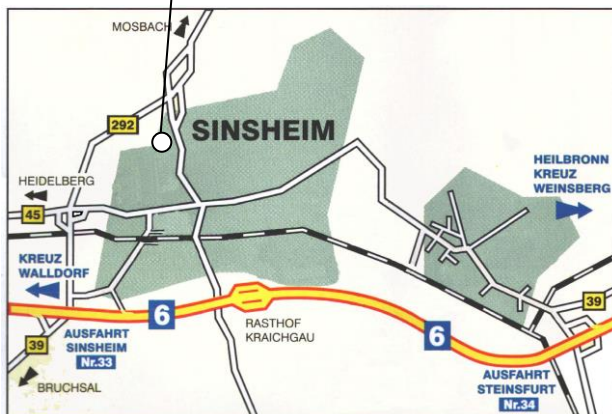 MOSBACH
292
SINSHEIM
HEILBRONN
KREUZ
WEINSBERG
HEIDELBERG
45
KREUZ
WALLDORF
6
39
AUSFAHRT
SINSHEIM
Nr.33
RASTHOF
KRAICHGAU
6
39
BRUCHSAL
AUSFAHRT
STEINSFURT
Nr.34